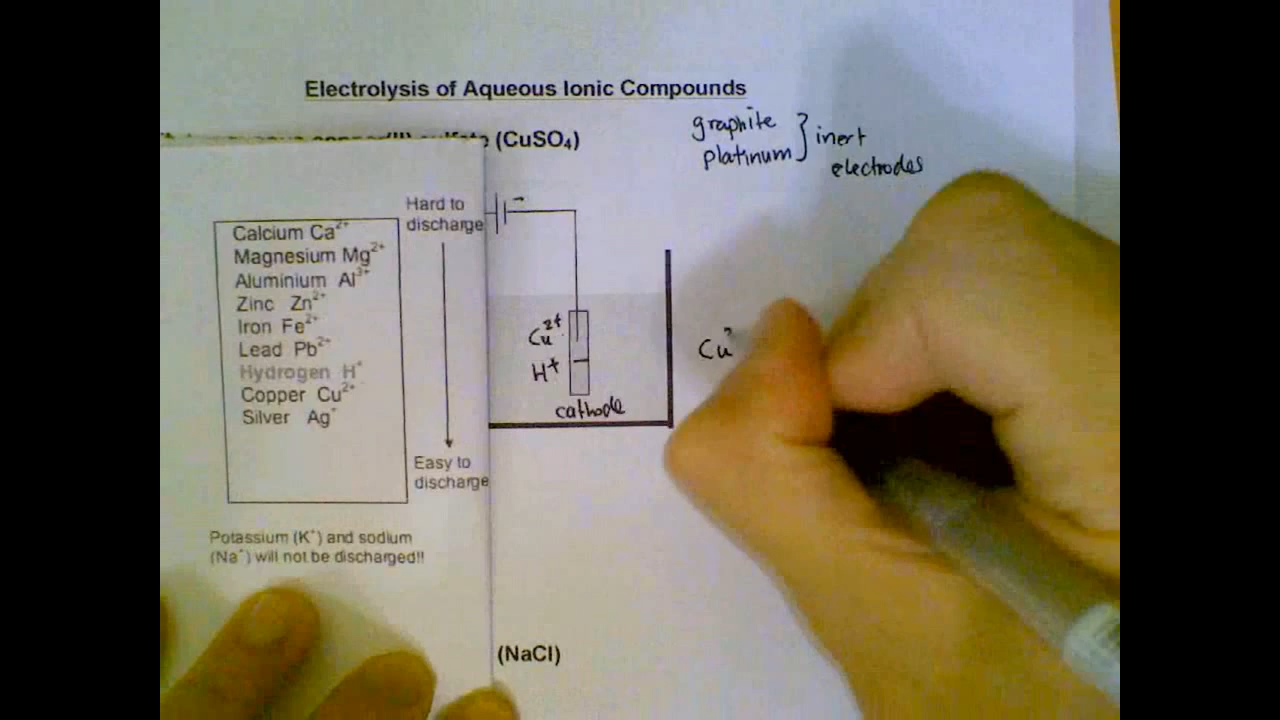 Electrolysis of Aqueous Ionic Compounds
(CuSO₄)
graphite
platinum } inert
electrodes
Hard to
discharge
Calcium Ca²⁺
Magnesium Mg²⁺
Aluminium Al³⁺
Zinc Zn²⁺
Iron Fe²⁺
Lead Pb²⁺
Hydrogen H⁺
Copper Cu²⁺
Silver Ag⁺
Easy to
discharge
Potassium (K⁺) and sodium
(Na⁺) will not be discharged!!
-
Cu²⁺
H⁺
cathode
Cu²
(NaCl)